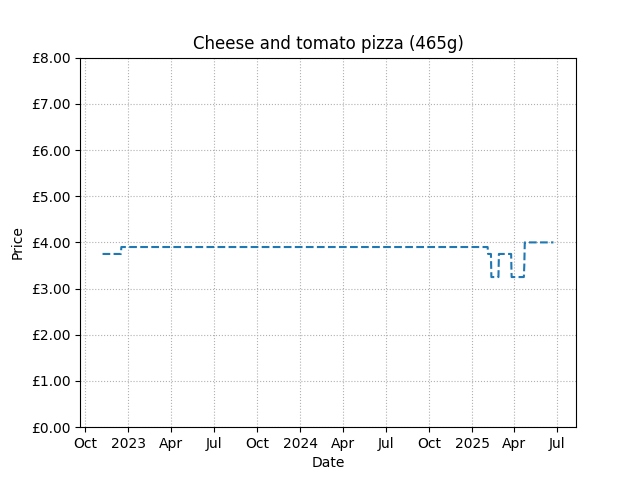 Cheese and tomato pizza (465g)
£8.00
£7.00
£6.00
£5.00
£4.00
£3.00
£2.00
£1.00
£0.00
Price
Oct 2023 Apr Jul Oct 2024 Apr Jul Oct 2025 Apr Jul
Date